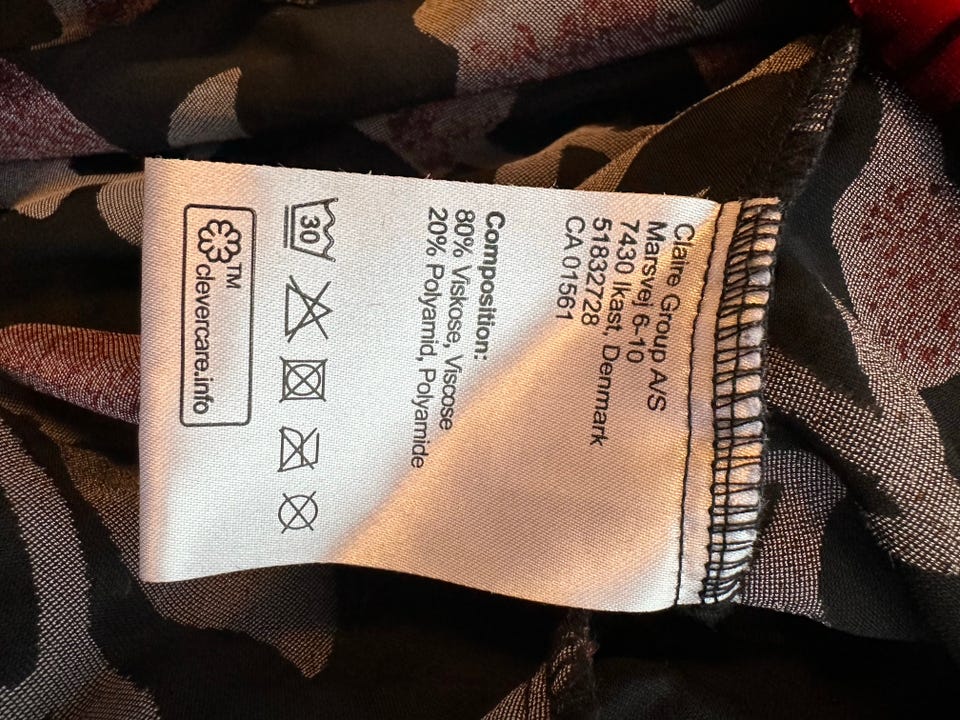 Claire Group A/S
Marsvej 6-10
7430 Ikast, Denmark
51832728
CA 01561
Composition:
80% Viskose, Viscose
20% Polyamid, Polyamide
30
™
clevercare.info